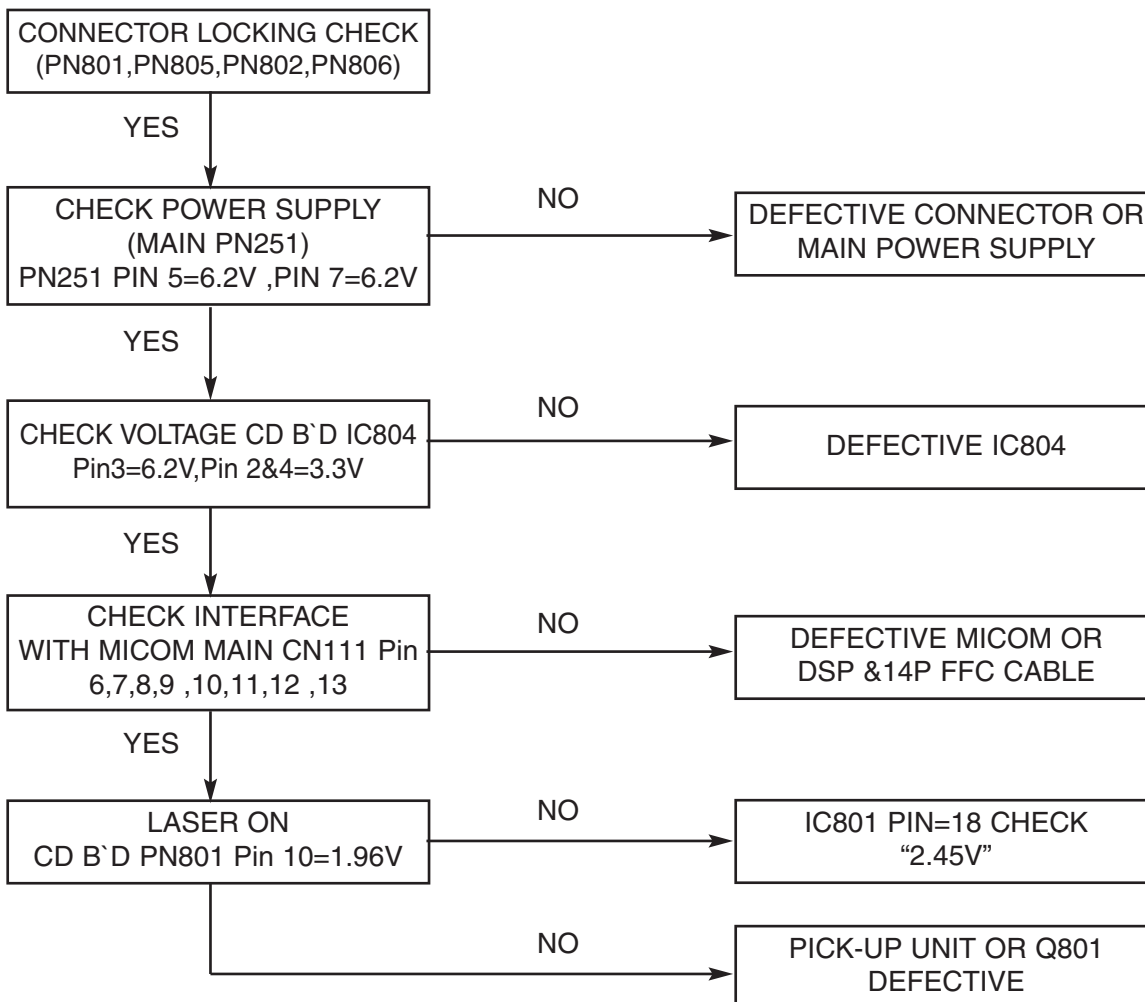 CONNECTOR LOCKING CHECK
(PN801,PN805,PN802,PN806)
YES
CHECK POWER SUPPLY
(MAIN PN251)
PN251 PIN 5=6.2V ,PIN 7=6.2V
NO
DEFECTIVE CONNECTOR OR
MAIN POWER SUPPLY
YES
CHECK VOLTAGE CD B`D IC804
Pin3=6.2V,Pin 2&4=3.3V
NO
DEFECTIVE IC804
YES
CHECK INTERFACE
WITH MICOM MAIN CN111 Pin
6,7,8,9 ,10,11,12 ,13
NO
DEFECTIVE MICOM OR
DSP &14P FFC CABLE
YES
LASER ON
CD B`D PN801 Pin 10=1.96V
NO
IC801 PIN=18 CHECK
“2.45V”
NO
PICK-UP UNIT OR Q801
DEFECTIVE